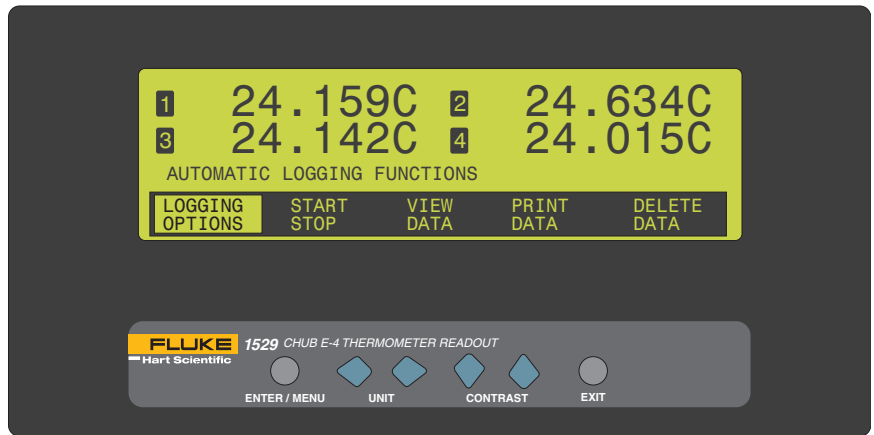 1 24.159C 2 24.634C
3 24.142C 4 24.015C
AUTOMATIC LOGGING FUNCTIONS
LOGGING START VIEW PRINT DELETE
OPTIONS STOP DATA DATA DATA
FLUKE 1529 CHUB E-4 THERMOMETER READOUT
Hart Scientific
ENTER / MENU UNIT CONTRAST EXIT